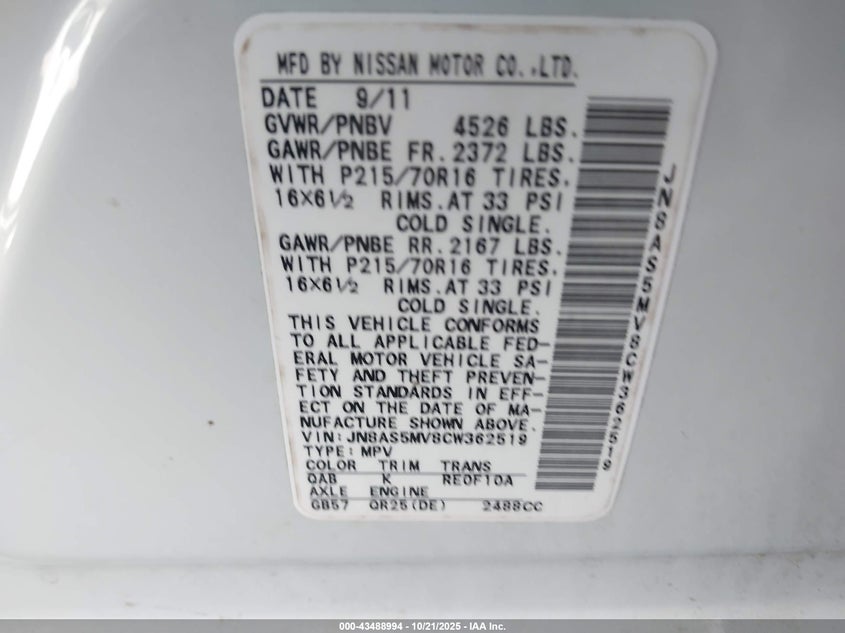 MFD BY NISSAN MOTOR CO.,LTD.
DATE 9/11
GVWR/PNBV 4526 LBS.
GAWR/PNBE FR. 2372 LBS.
WITH P215/70R16 TIRES.
16X6½ RIMS. AT 33 PSI
COLD SINGLE.
GAWR/PNBE RR. 2167 LBS.
WITH P215/70R16 TIRES.
16X6½ RIMS. AT 33 PSI
COLD SINGLE.
THIS VEHICLE CONFORMS
TO ALL APPLICABLE FED-
ERAL MOTOR VEHICLE SA-
FETY AND THEFT PREVEN-
TION STANDARDS IN EFF-
ECT ON THE DATE OF MA-
NUFACTURE SHOWN ABOVE.
VIN: JN8AS5MV8CW362519
TYPE: MPV
COLOR TRIM TRANS
QAB K RE0F10A
AXLE ENGINE
GB57 QR25(DE) 2488CC
JN8AS5MV8CW362519
000-43488994 - 10/21/2025 - IAA Inc.